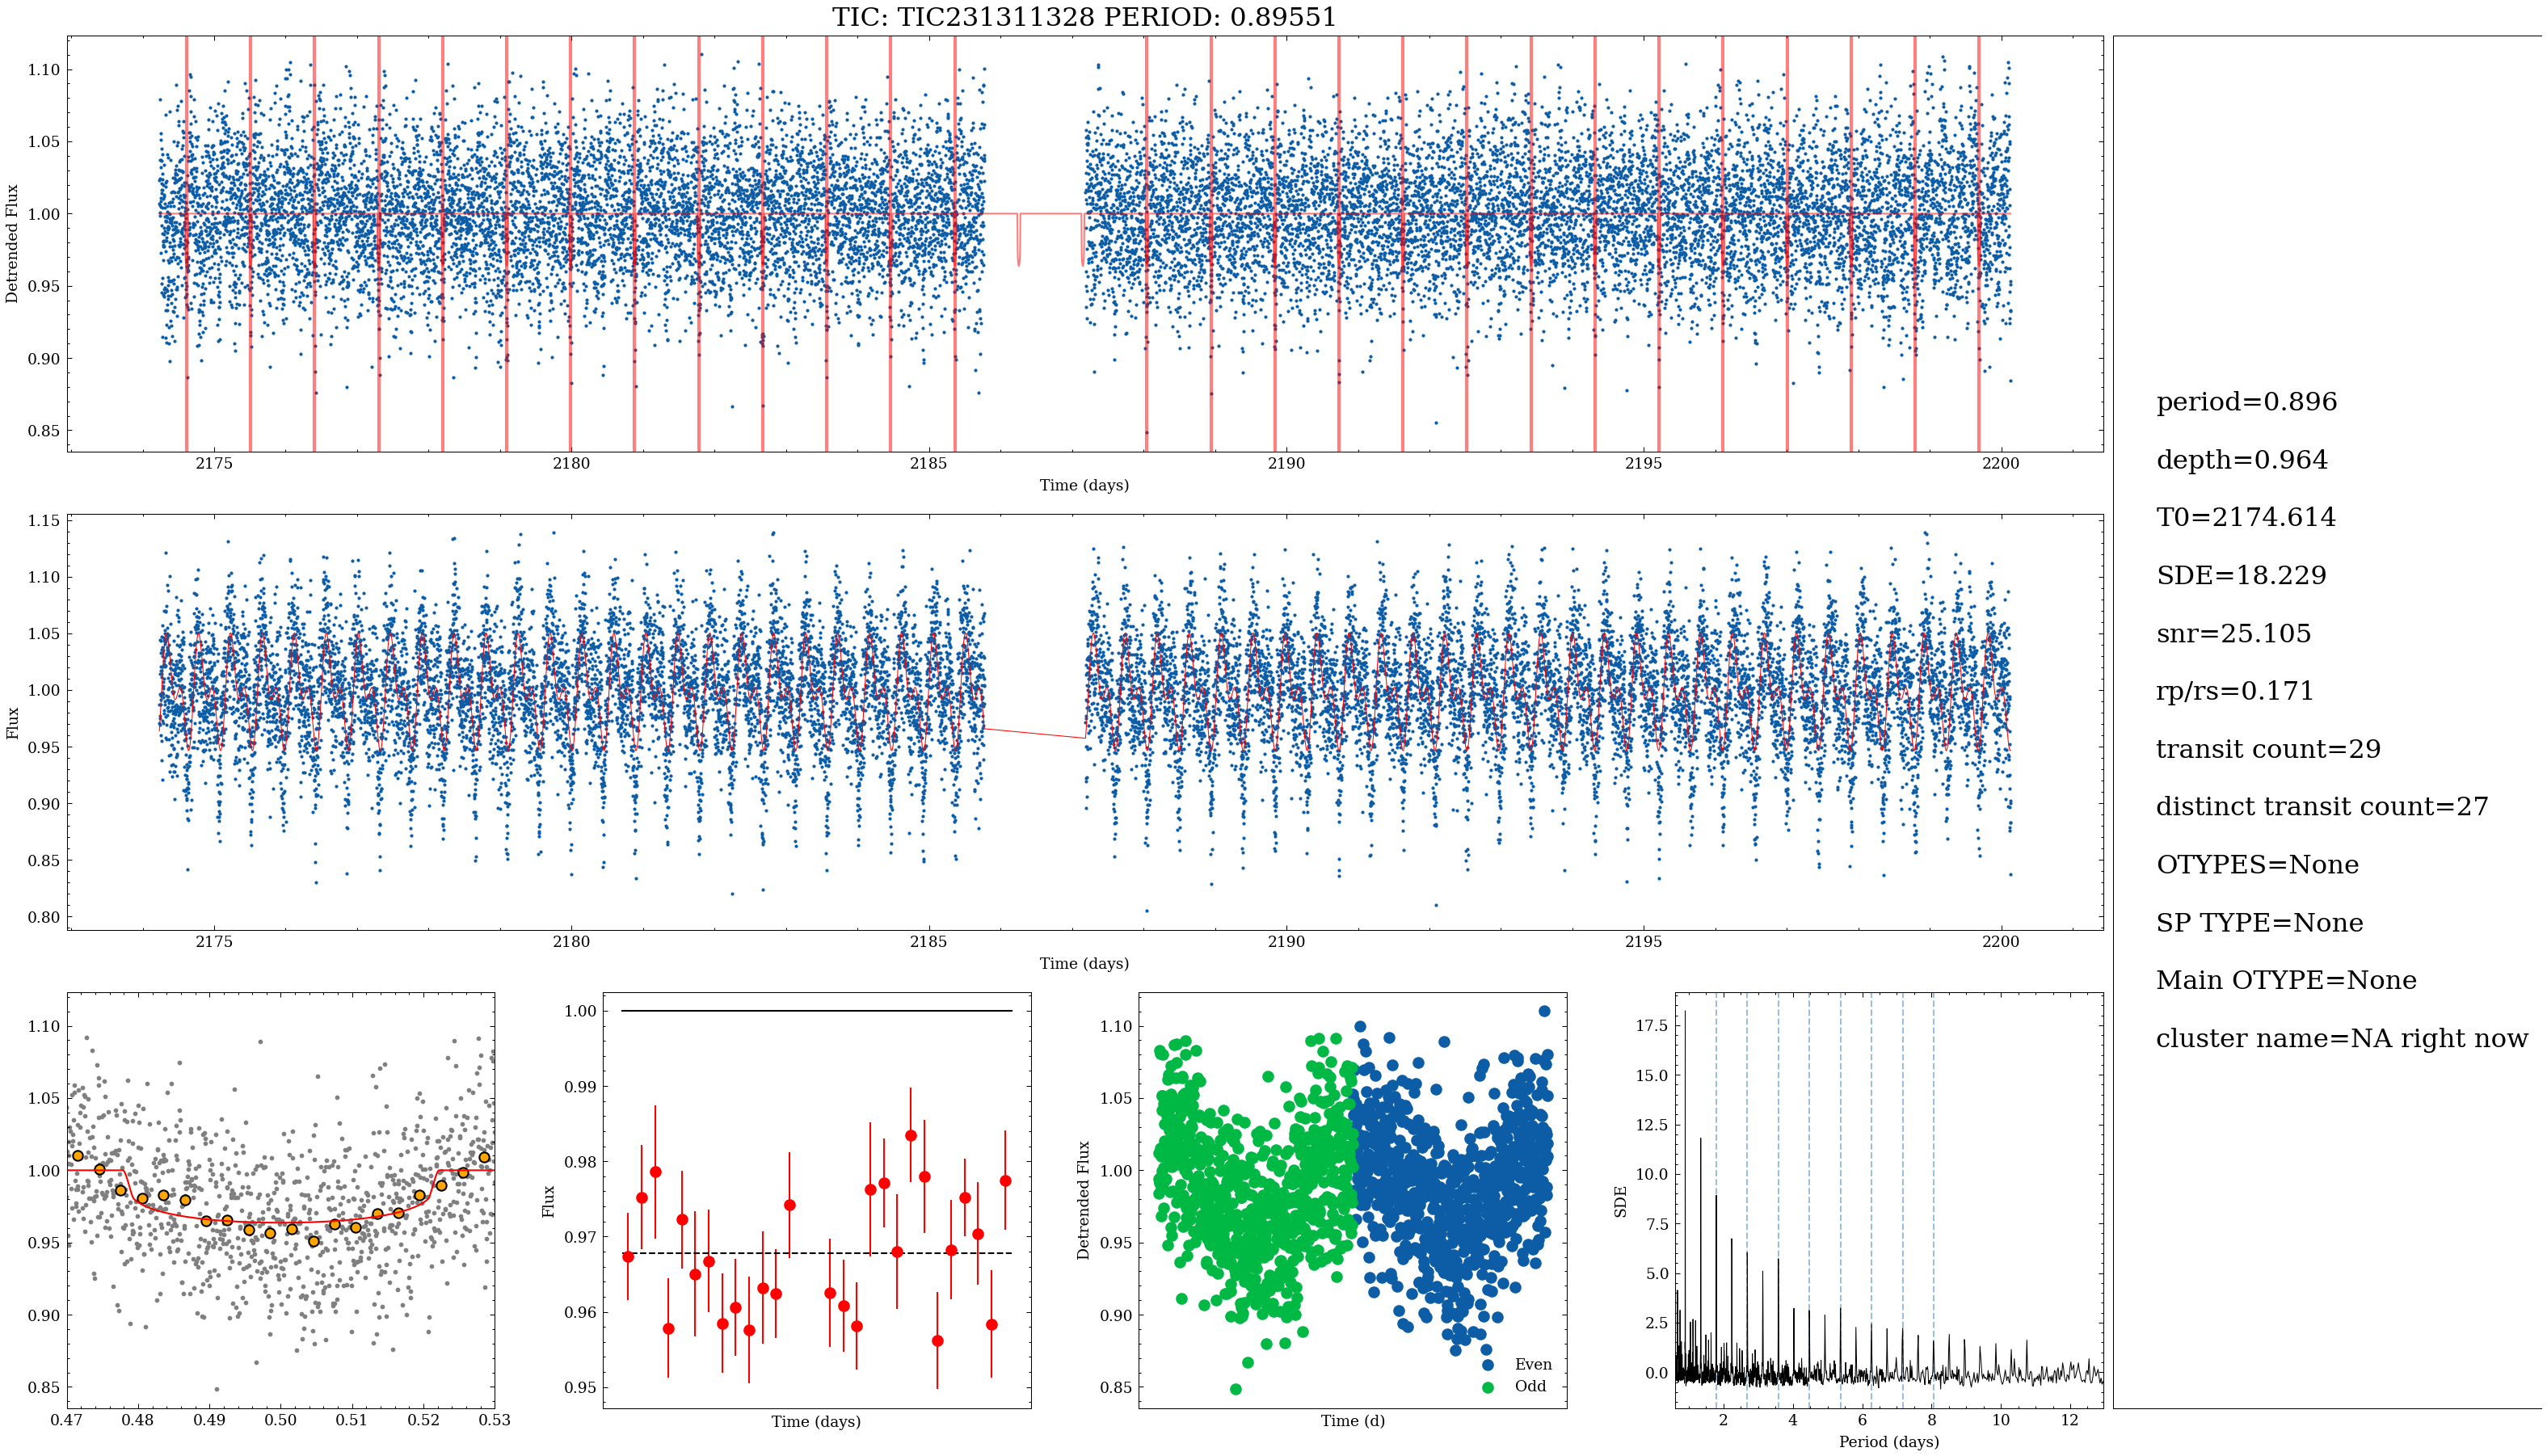 TIC: TIC231311328 PERIOD: 0.89551
1.10
1.05
1.00
0.95
0.90
0.85
Detrended Flux
2175 2180 2185 2190 2195 2200
Time (days)
1.15
1.10
1.05
1.00
0.95
0.90
0.85
0.80
Flux
2175 2180 2185 2190 2195 2200
Time (days)
1.10
1.05
1.00
0.95
0.90
0.85
0.47 0.48 0.49 0.50 0.51 0.52 0.53
1.00
0.99
0.98
0.97
0.96
0.95
Flux
Time (days)
1.10
1.05
1.00
0.95
0.90
0.85
Detrended Flux
Even
Odd
Time (d)
17.5
15.0
12.5
10.0
7.5
5.0
2.5
0.0
SDE
2 4 6 8 10 12
Period (days)
period=0.896
depth=0.964
T0=2174.614
SDE=18.229
snr=25.105
rp/rs=0.171
transit count=29
distinct transit count=27
OTYPES=None
SP TYPE=None
Main OTYPE=None
cluster name=NA right now